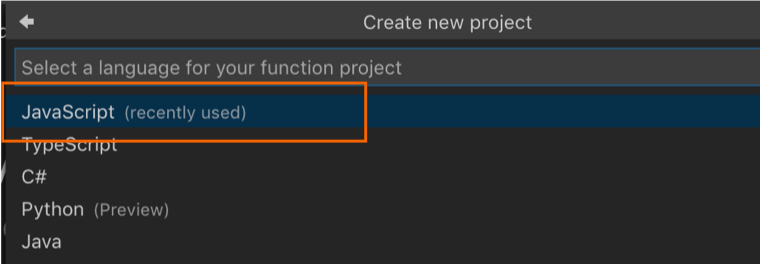 Create new project
Select a language for your function project
JavaScript (recently used)
TypeScript
C#
Python (Preview)
Java